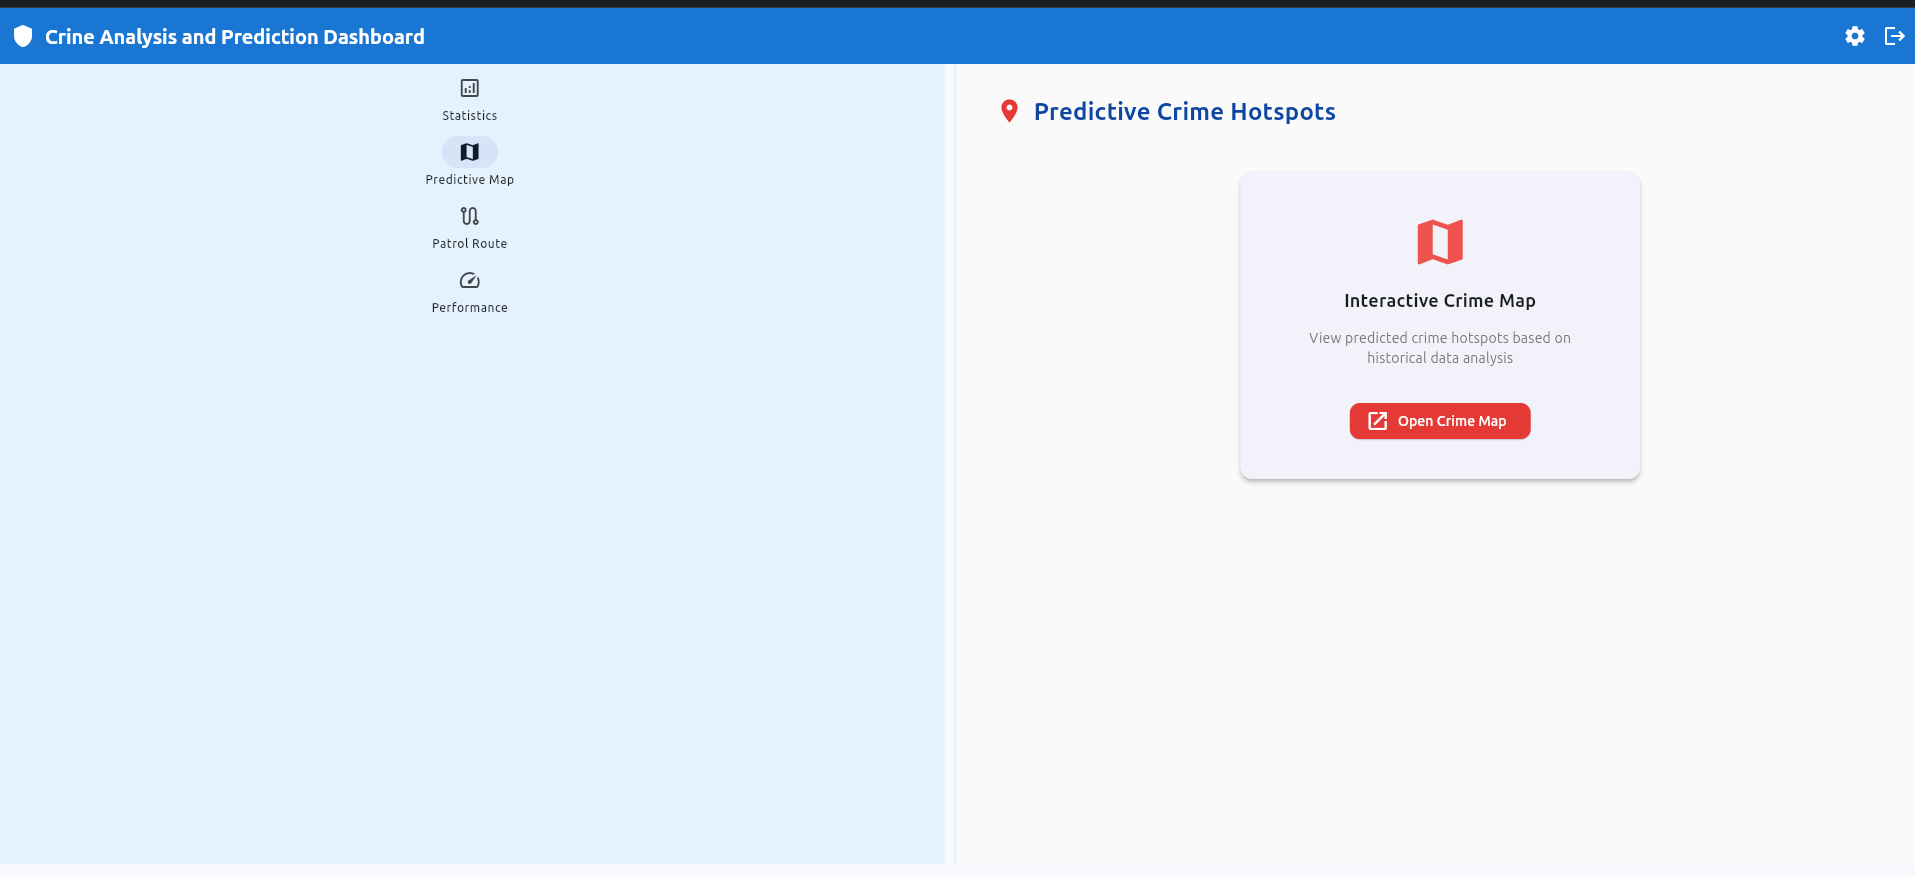 Crine Analysis and Prediction Dashboard
Statistics
Predictive Map
Patrol Route
Performance
Predictive Crime Hotspots
Interactive Crime Map
View predicted crime hotspots based on
historical data analysis
Open Crime Map